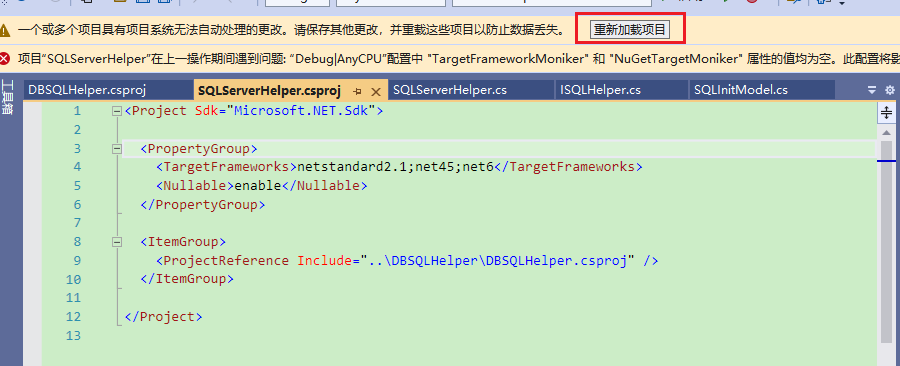 一个或多个项目具有项目系统无法自动处理的更改。请保存其他更改，并重载这些项目以防止数据丢失。 重新加载项目
项目"SQLServerHelper"在上一操作期间遇到问题: "Debug|AnyCPU"配置中 "TargetFrameworkMoniker" 和 "NuGetTargetMoniker" 属性的值均为空。此配置将
工具箱
DBSQLHelper.csproj SQLServerHelper.csproj SQLServerHelper.cs ISQLHelper.cs SQLInitModel.cs
1 <Project Sdk="Microsoft.NET.Sdk">
2
3 <PropertyGroup>
4 <TargetFrameworks>netstandard2.1;net45;net6</TargetFrameworks>
5 <Nullable>enable</Nullable>
6 </PropertyGroup>
7
8 <ItemGroup>
9 <ProjectReference Include="..\DBSQLHelper\DBSQLHelper.csproj" />
10 </ItemGroup>
11
12 </Project>
13